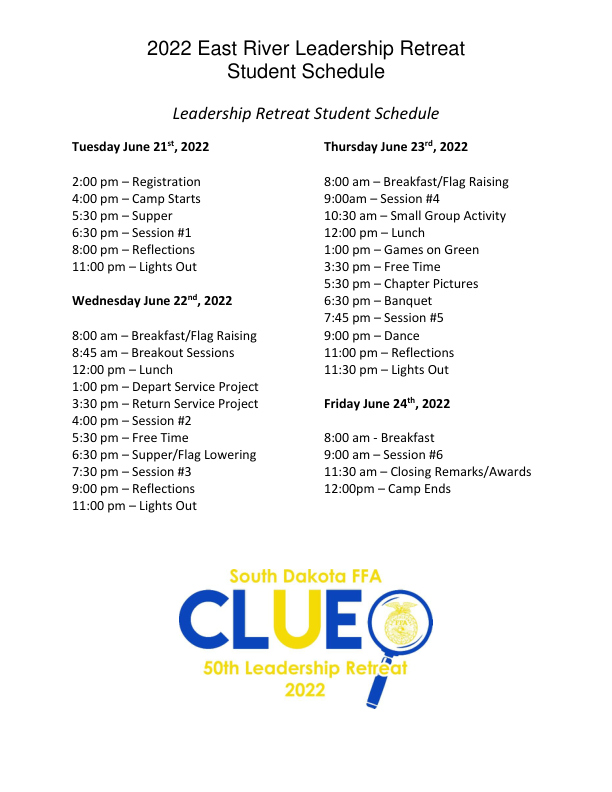 2022 East River Leadership Retreat
Student Schedule
Leadership Retreat Student Schedule
Tuesday June 21st, 2022
2:00 pm – Registration
4:00 pm – Camp Starts
5:30 pm – Supper
6:30 pm – Session #1
8:00 pm – Reflections
11:00 pm – Lights Out
Wednesday June 22nd, 2022
8:00 am – Breakfast/Flag Raising
8:45 am – Breakout Sessions
12:00 pm – Lunch
1:00 pm – Depart Service Project
3:30 pm – Return Service Project
4:00 pm – Session #2
5:30 pm – Free Time
6:30 pm – Supper/Flag Lowering
7:30 pm – Session #3
9:00 pm – Reflections
11:00 pm – Lights Out
Thursday June 23rd, 2022
8:00 am – Breakfast/Flag Raising
9:00am – Session #4
10:30 am – Small Group Activity
12:00 pm – Lunch
1:00 pm – Games on Green
3:30 pm – Free Time
5:30 pm – Chapter Pictures
6:30 pm – Banquet
7:45 pm – Session #5
9:00 pm – Dance
11:00 pm – Reflections
11:30 pm – Lights Out
Friday June 24th, 2022
8:00 am - Breakfast
9:00 am – Session #6
11:30 am – Closing Remarks/Awards
12:00pm – Camp Ends
South Dakota FFA
CLUE
50th Leadership Retreat
2022